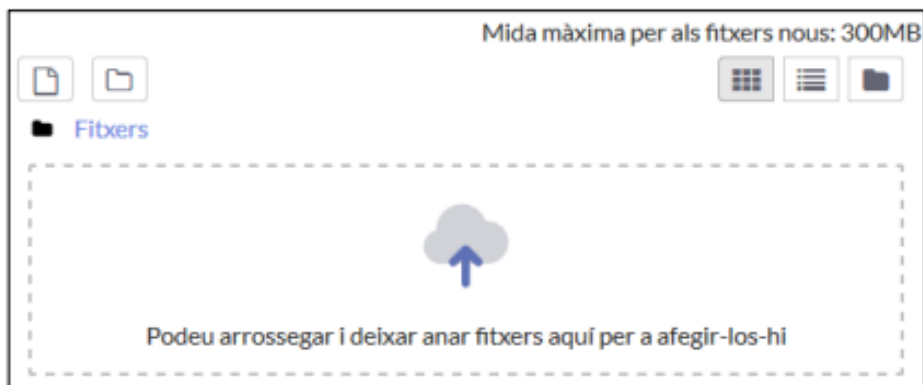 Mida màxima per als fitxers nous: 300MB
Fitxers
Podeu arrossegar i deixar anar fitxers aquí per a afegir-los-hi